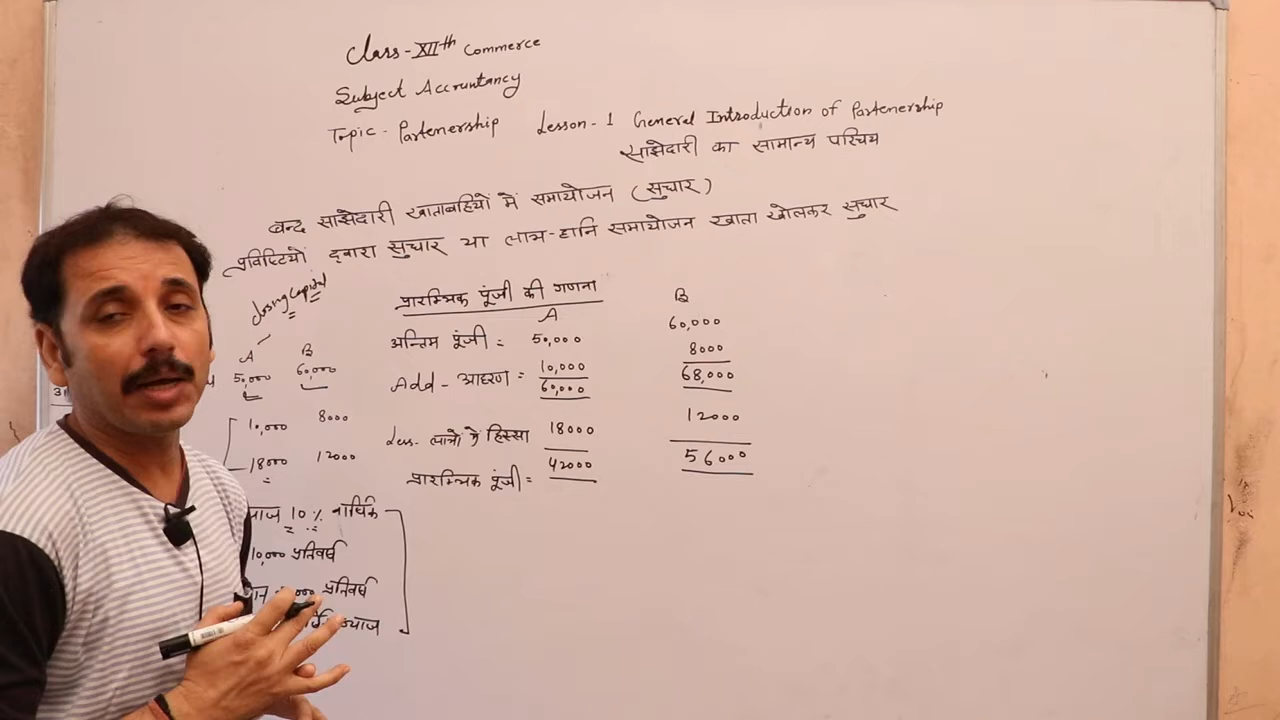 Class-XIIth Commerce
Subject Accountancy
Topic - Partenership Lesson-1 General Introduction of Partenership
साझेदारी का सामान्य परिचय
बन्द साझेदारी खाताबहियों में समायोजन (सुधार)
प्रविष्टियों द्वारा सुधार या लाभ-हानि समायोजन खाता खोलकर सुधार
closing capital
A B
50,000 60,000
10,000 8000
18000 12000
10% वार्षिक
10,000 प्रतिवर्ष
प्रतिवर्ष
प्रारम्भिक पूंजी की गणना
A B
अन्तिम पूंजी = 50,000 60,000
Add - आहरण = 10,000 8000
60,000 68,000
Less - लाभों में हिस्सा 18000 12000
प्रारम्भिक पूंजी = 42000 56000